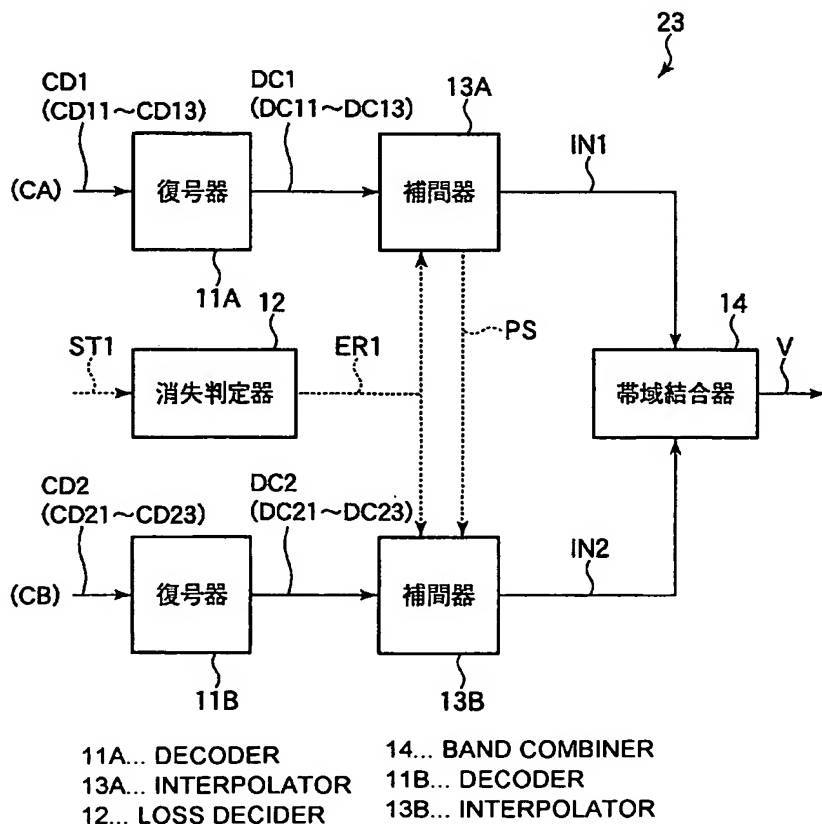 23
CD1
(CD11～CD13)
DC1
(DC11～DC13)
13A
IN1
(CA)
復号器
補間器
11A
12
ST1
消失判定器
ER1
PS
14
帯域結合器
V
CD2
(CD21～CD23)
DC2
(DC21～DC23)
IN2
(CB)
復号器
補間器
11B
13B
11A... DECODER
13A... INTERPOLATOR
12... LOSS DECIDER
14... BAND COMBINER
11B... DECODER
13B... INTERPOLATOR